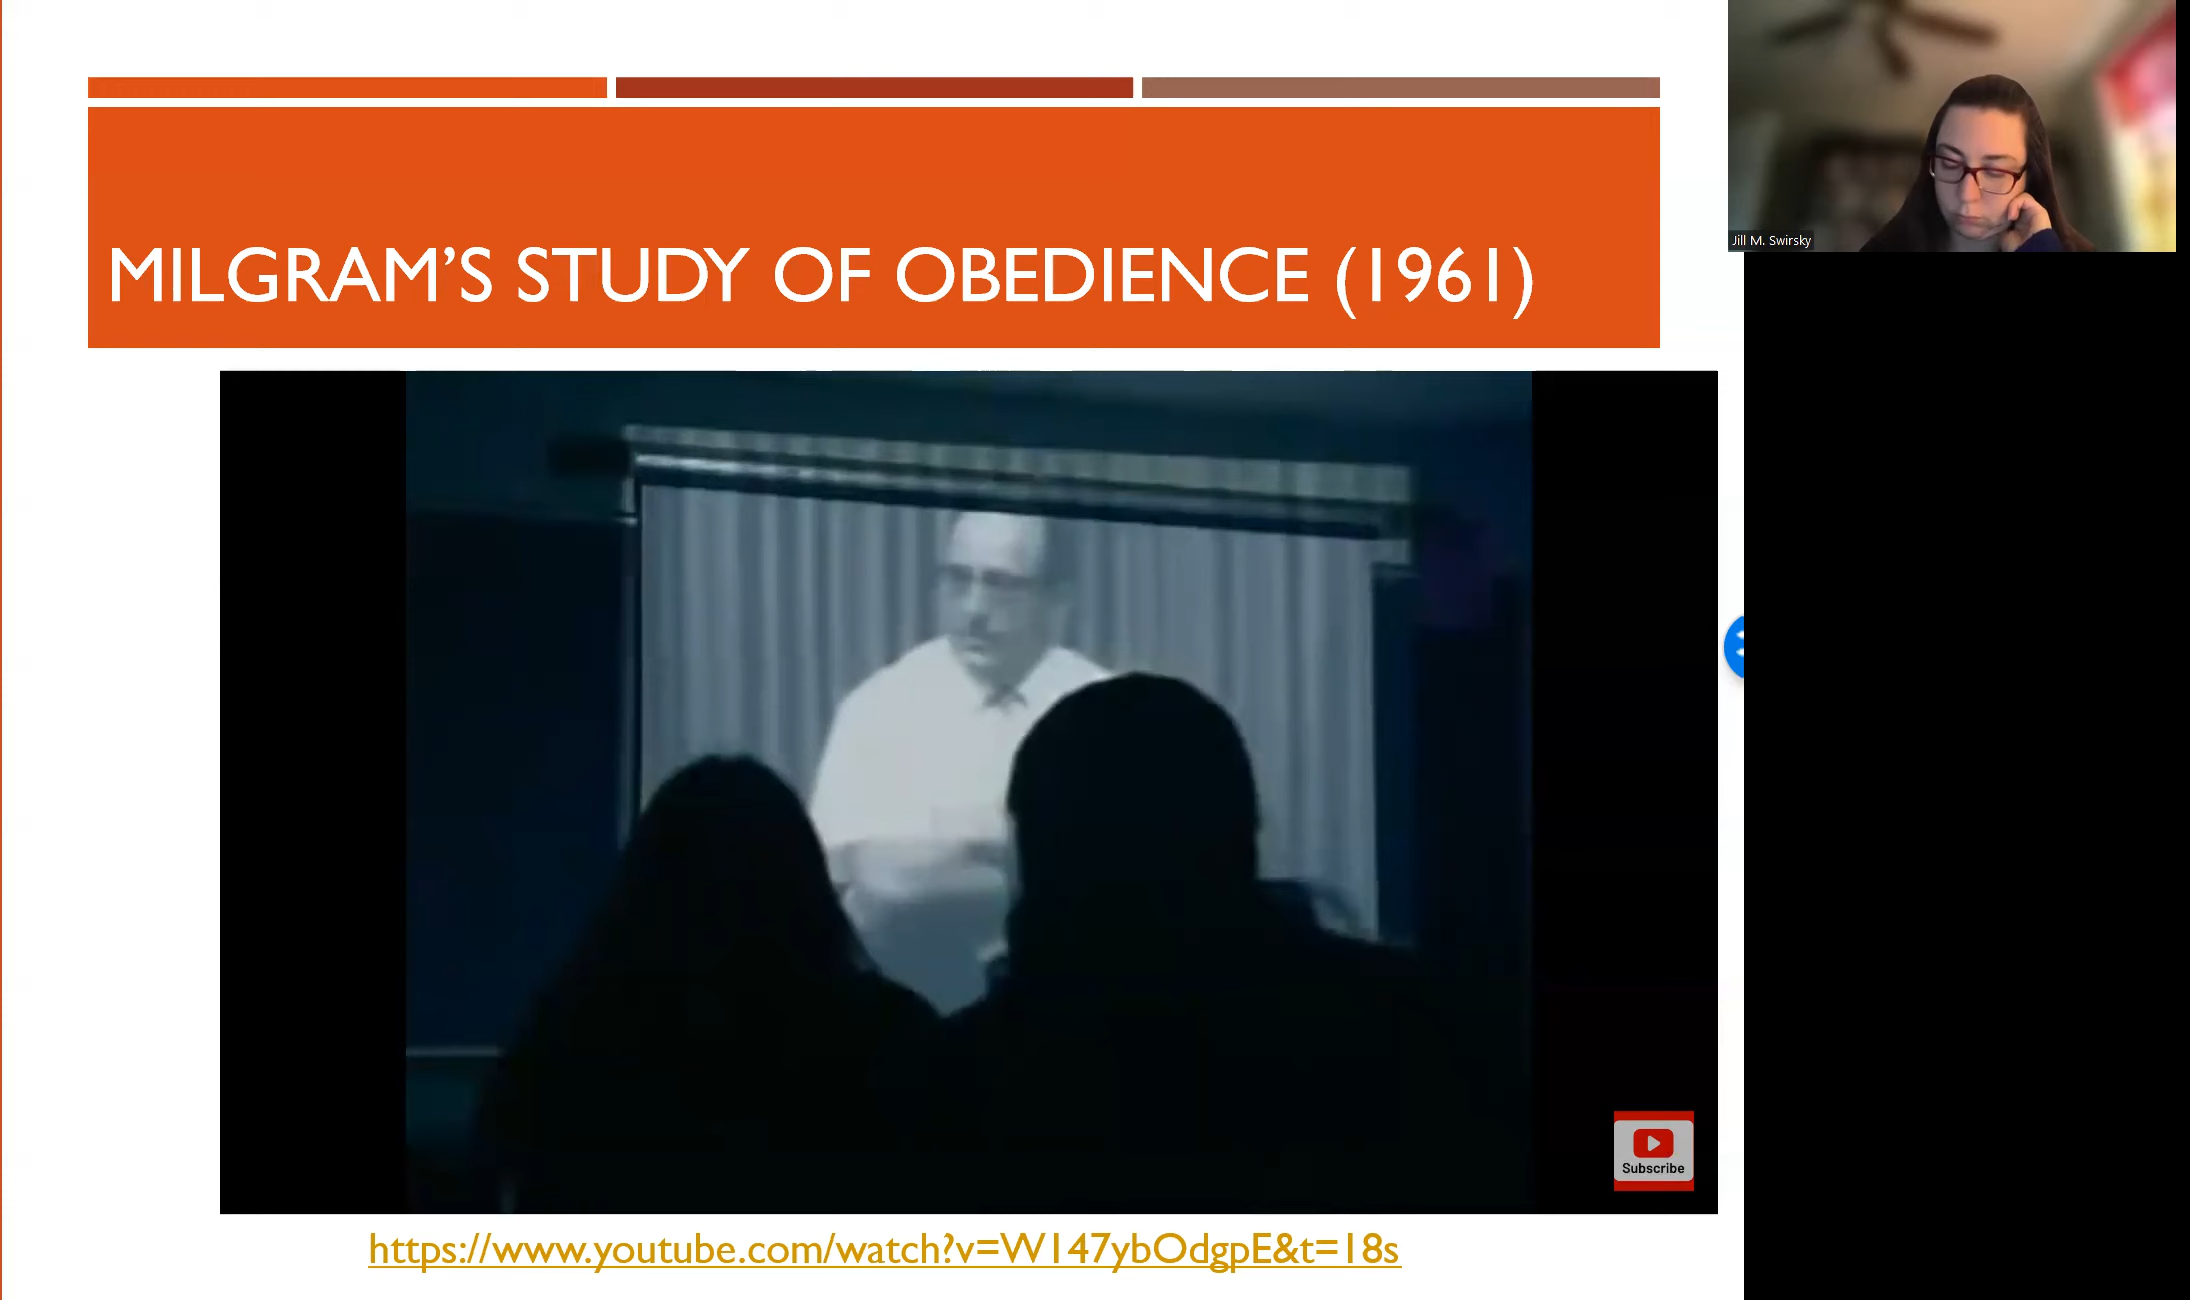 MILGRAM’S STUDY OF OBEDIENCE (1961)
Jill M. Swirsky
Subscribe
https://www.youtube.com/watch?v=W147ybOdgpE&t=18s